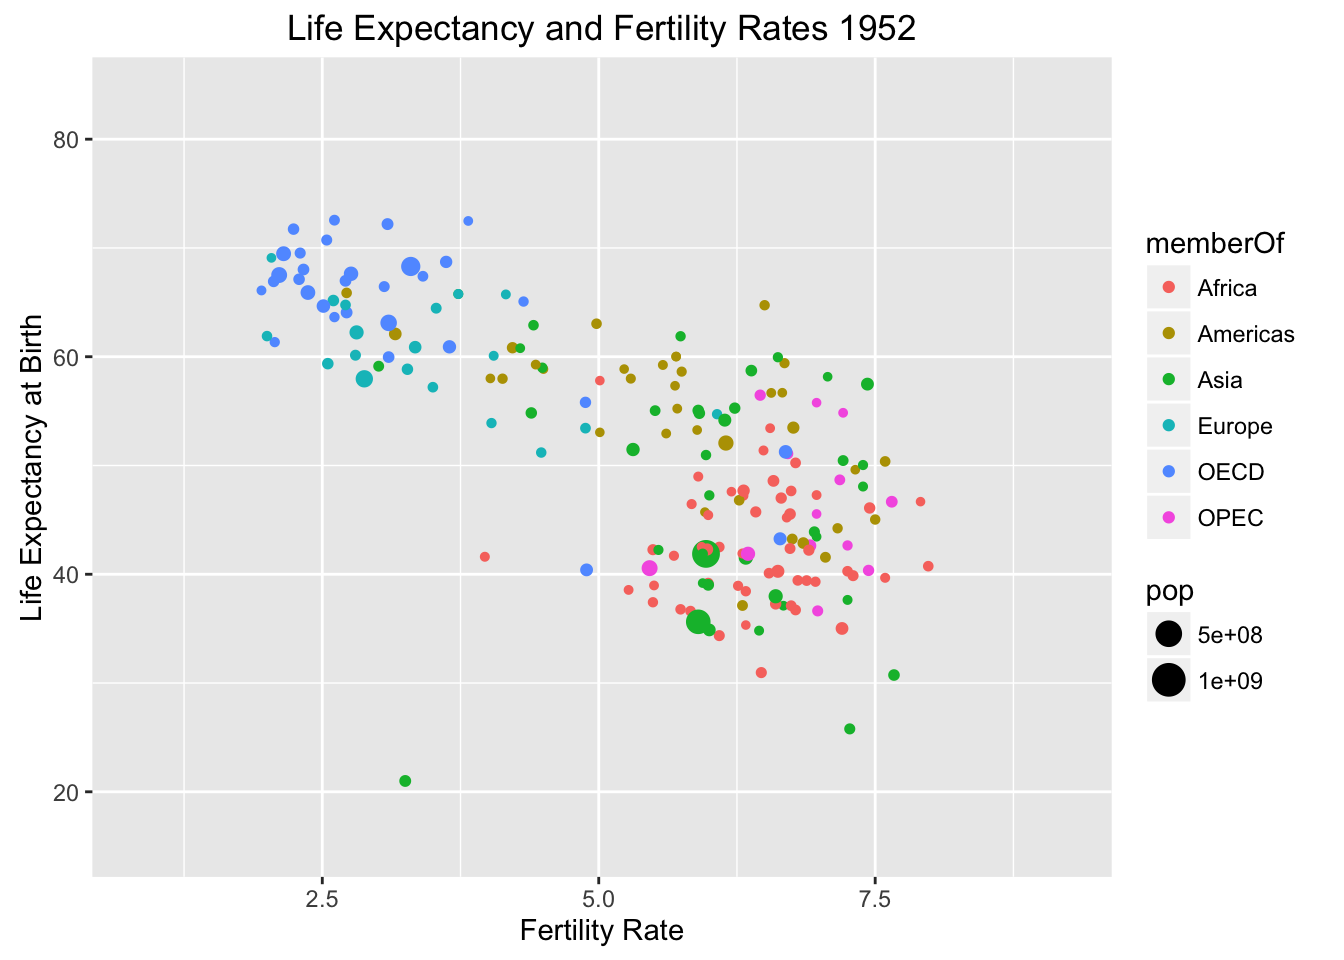 Life Expectancy and Fertility Rates 1952
Life Expectancy at Birth
80
60
40
20
2.5
5.0
7.5
Fertility Rate
memberOf
Africa
Americas
Asia
Europe
OECD
OPEC
pop
5e+08
1e+09